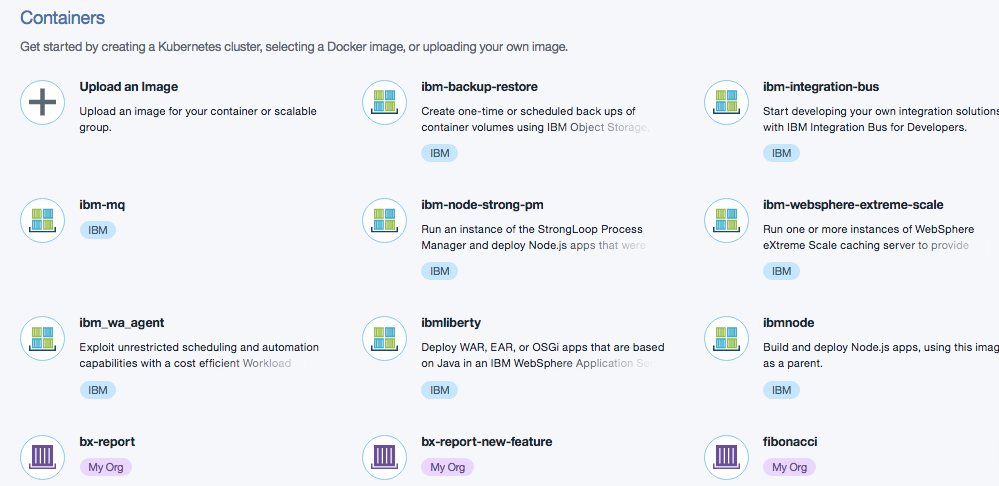 Containers
Get started by creating a Kubernetes cluster, selecting a Docker image, or uploading your own image.
Upload an Image
Upload an image for your container or scalable
group.
ibm-backup-restore
Create one-time or scheduled back ups of
container volumes using IBM Object Storage,
IBM
ibm-integration-bus
Start developing your own integration solutions
with IBM Integration Bus for Developers.
IBM
ibm-mq
IBM
ibm-node-strong-pm
Run an instance of the StrongLoop Process
Manager and deploy Node.js apps that were
IBM
ibm-websphere-extreme-scale
Run one or more instances of WebSphere
eXtreme Scale caching server to provide
IBM
ibm_wa_agent
Exploit unrestricted scheduling and automation
capabilities with a cost efficient Workload
IBM
ibmliberty
Deploy WAR, EAR, or OSGi apps that are based
on Java in an IBM WebSphere Application Se
IBM
ibmnode
Build and deploy Node.js apps, using this imag
as a parent.
IBM
bx-report
My Org
bx-report-new-feature
My Org
fibonacci
My Org